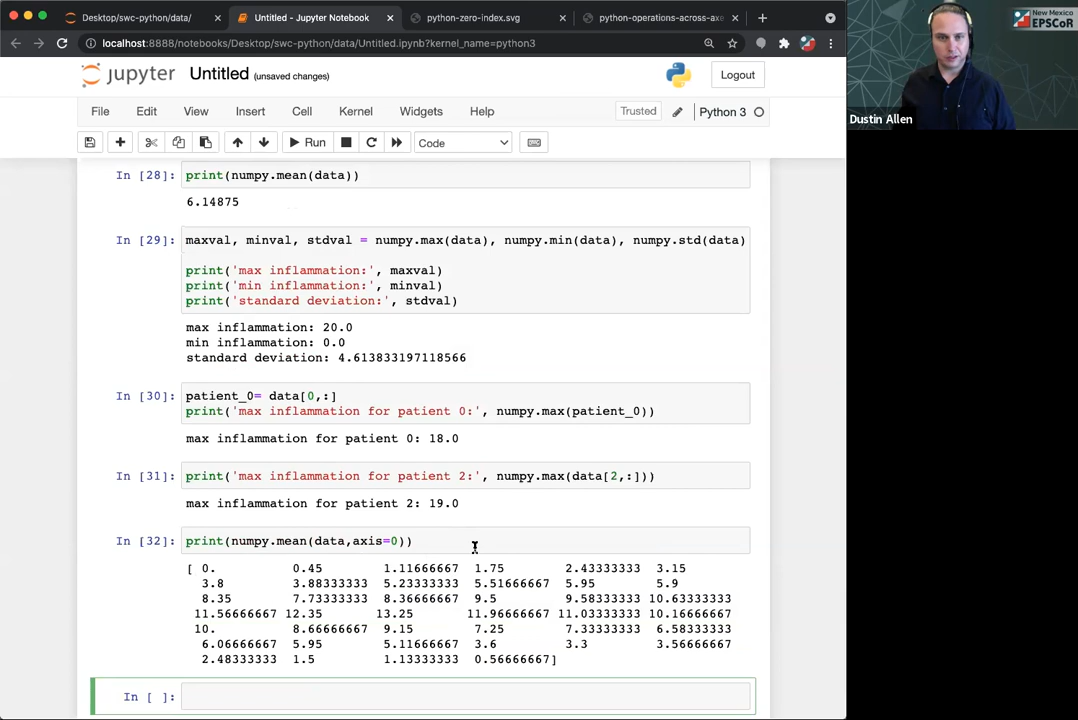 Desktop/swc-python/data/
Untitled - Jupyter Notebook
python-zero-index.svg
python-operations-across-axe
localhost:8888/notebooks/Desktop/swc-python/data/Untitled.ipynb?kernel_name=python3
New Mexico
EPSCoR
Dustin Allen
jupyter Untitled (unsaved changes)
Logout
File Edit View Insert Cell Kernel Widgets Help
Trusted
Python 3
Run
Code
In [28]: print(numpy.mean(data))
6.14875
In [29]: maxval, minval, stdval = numpy.max(data), numpy.min(data), numpy.std(data)
print('max inflammation:', maxval)
print('min inflammation:', minval)
print('standard deviation:', stdval)
max inflammation: 20.0
min inflammation: 0.0
standard deviation: 4.613833197118566
In [30]: patient_0= data[0,:]
print('max inflammation for patient 0:', numpy.max(patient_0))
max inflammation for patient 0: 18.0
In [31]: print('max inflammation for patient 2:', numpy.max(data[2,:]))
max inflammation for patient 2: 19.0
In [32]: print(numpy.mean(data,axis=0))
[ 0. 0.45 1.11666667 1.75 2.43333333 3.15
3.8 3.88333333 5.23333333 5.51666667 5.95 5.9
8.35 7.73333333 8.36666667 9.5 9.58333333 10.63333333
11.56666667 12.35 13.25 11.96666667 11.03333333 10.16666667
10. 8.66666667 9.15 7.25 7.33333333 6.58333333
6.06666667 5.95 5.11666667 3.6 3.3 3.56666667
2.48333333 1.5 1.13333333 0.56666667]
In [ ]: